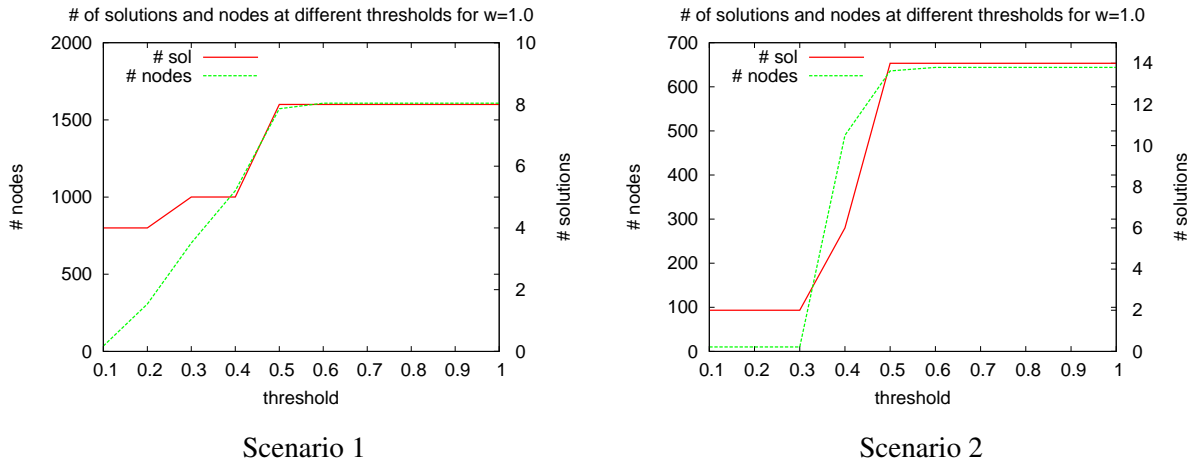 # of solutions and nodes at different thresholds for w=1.0
# sol
# nodes
2000
1500
1000
500
0
10
8
6
4
2
0
# nodes
# solutions
0.1 0.2 0.3 0.4 0.5 0.6 0.7 0.8 0.9 1
threshold
Scenario 1
# of solutions and nodes at different thresholds for w=1.0
# sol
# nodes
700
600
500
400
300
200
100
0
14
12
10
8
6
4
2
0
# nodes
# solutions
0.1 0.2 0.3 0.4 0.5 0.6 0.7 0.8 0.9 1
threshold
Scenario 2